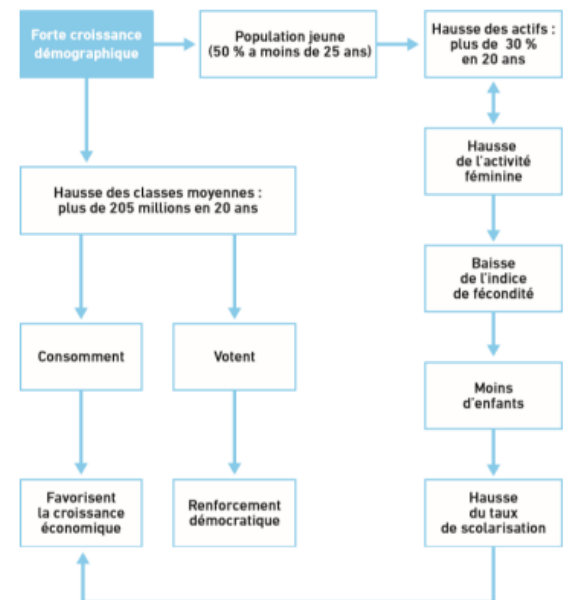 Forte croissance
démographique
Population jeune
(50 % a moins de 25 ans)
Hausse des actifs :
plus de 30 %
en 20 ans
Hausse
de l'activité
féminine
Hausse des classes moyennes :
plus de 205 millions en 20 ans
Baisse
de l'indice
de fécondité
Consomment
Votent
Moins
d'enfants
Favorisent
la croissance
économique
Renforcement
démocratique
Hausse
du taux
de scolarisation